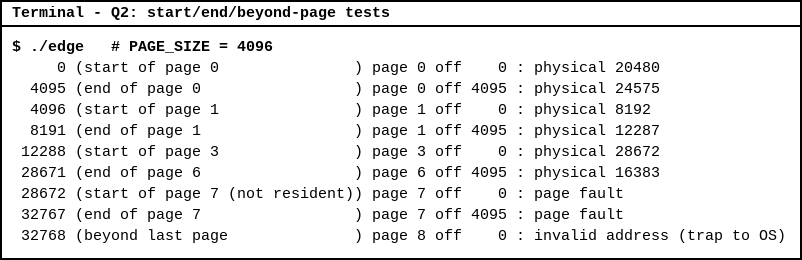 Terminal - Q2: start/end/beyond-page tests
$ ./edge   # PAGE_SIZE = 4096
     0 (start of page 0               ) page 0 off    0 : physical 20480
  4095 (end of page 0                 ) page 0 off 4095 : physical 24575
  4096 (start of page 1               ) page 1 off    0 : physical 8192
  8191 (end of page 1                 ) page 1 off 4095 : physical 12287
 12288 (start of page 3               ) page 3 off    0 : physical 28672
 28671 (end of page 6                 ) page 6 off 4095 : physical 16383
 28672 (start of page 7 (not resident)) page 7 off    0 : page fault
 32767 (end of page 7                 ) page 7 off 4095 : page fault
 32768 (beyond last page              ) page 8 off    0 : invalid address (trap to OS)